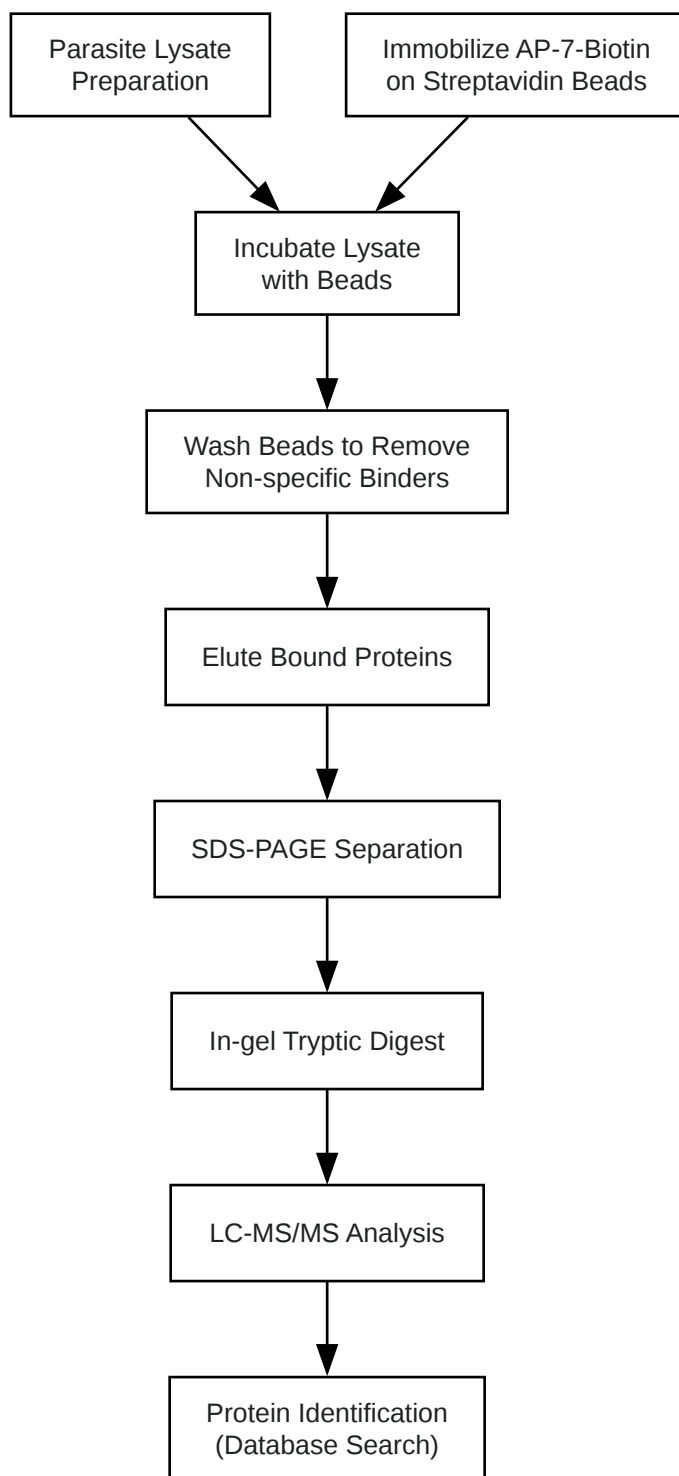 Parasite Lysate
Preparation
Immobilize AP-7-Biotin
on Streptavidin Beads
Incubate Lysate
with Beads
Wash Beads to Remove
Non-specific Binders
Elute Bound Proteins
SDS-PAGE Separation
In-gel Tryptic Digest
LC-MS/MS Analysis
Protein Identification
(Database Search)